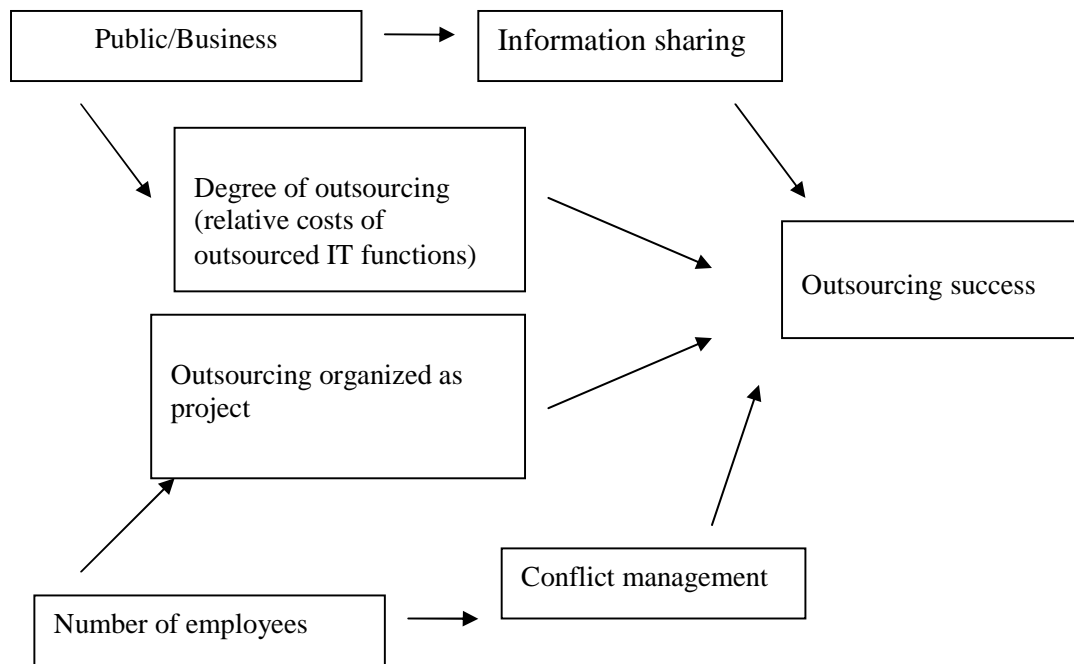 Public/Business
Information sharing
Degree of outsourcing
(relative costs of
outsourced IT functions)
Outsourcing success
Outsourcing organized as
project
Conflict management
Number of employees